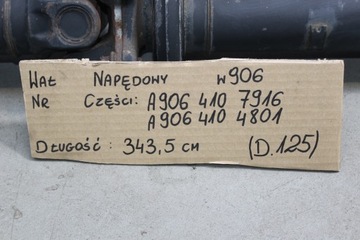 WAŁ NAPĘDOWY W906
NR CZĘŚCI: A906 410 7916
A906 410 4801
DŁUGOŚĆ: 343,5 CM (D.125)